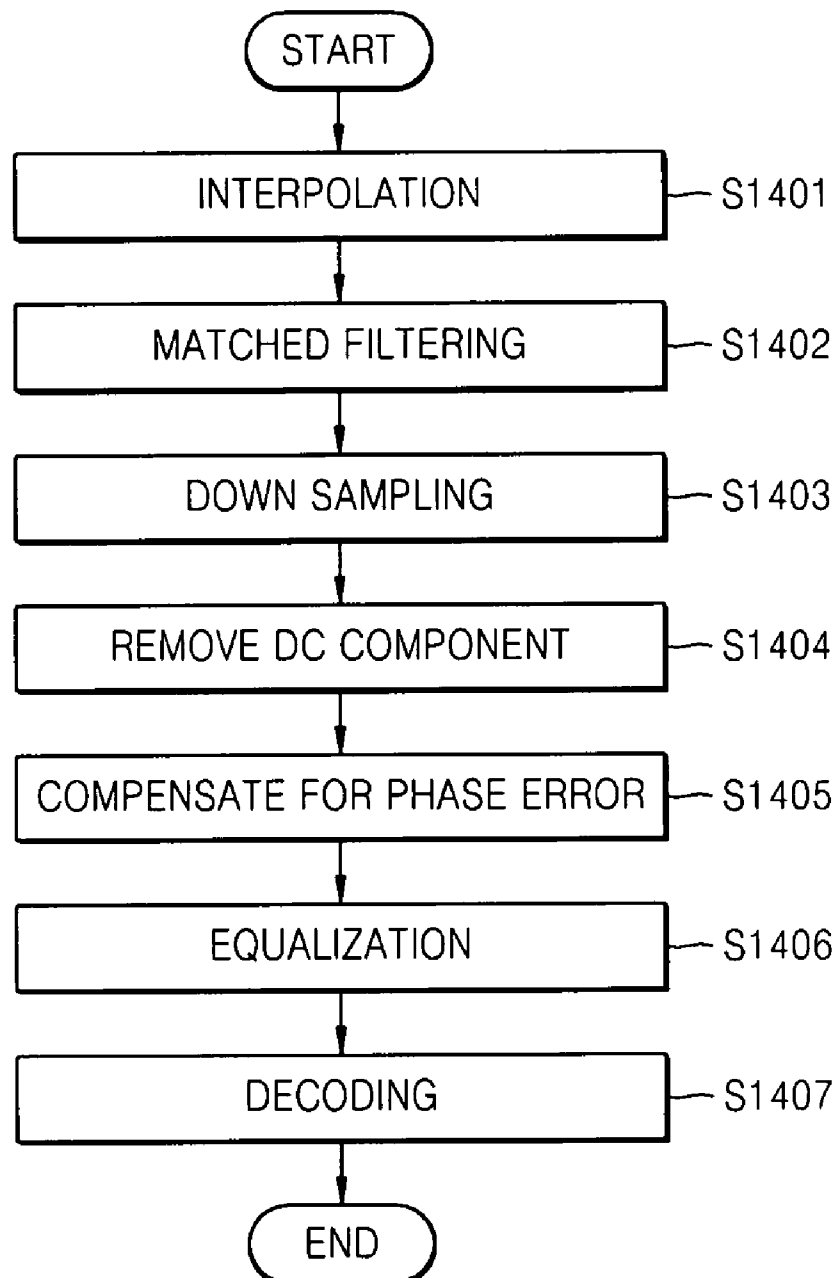 START
INTERPOLATION
S1401
MATCHED FILTERING
S1402
DOWN SAMPLING
S1403
REMOVE DC COMPONENT
S1404
COMPENSATE FOR PHASE ERROR
S1405
EQUALIZATION
S1406
DECODING
S1407
END